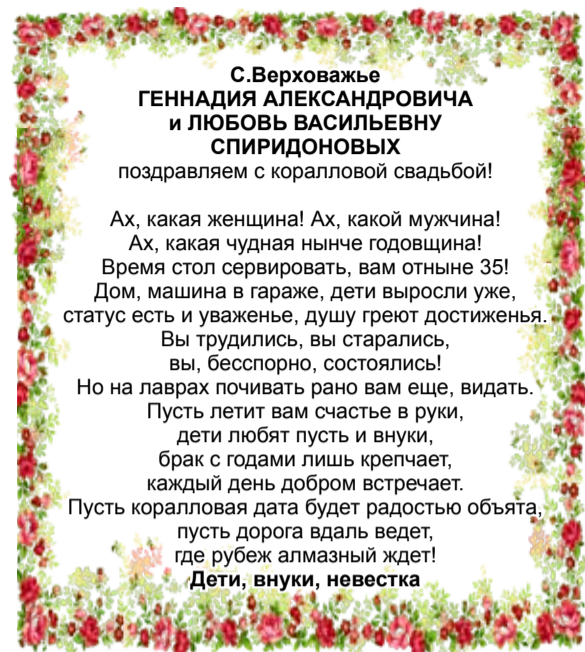 С.Верховажье
ГЕННАДИЯ АЛЕКСАНДРОВИЧА
и ЛЮБОВЬ ВАСИЛЬЕВНУ
СПИРИДОНОВЫХ
поздравляем с коралловой свадьбой!
Ах, какая женщина! Ах, какой мужчина!
Ах, какая чудная нынче годовщина!
Время стол сервировать, вам отныне 35!
Дом, машина в гараже, дети выросли уже,
статус есть и уваженье, душу греют достиженья.
Вы трудились, вы старались,
вы, бесспорно, состоялись!
Но на лаврах почивать рано вам еще, видать.
Пусть летит вам счастье в руки,
дети любят пусть и внуки,
брак с годами лишь крепчает,
каждый день добром встречает.
Пусть коралловая дата будет радостью объята,
пусть дорога вдаль ведет,
где рубеж алмазный ждет!
Дети, внуки, невестка